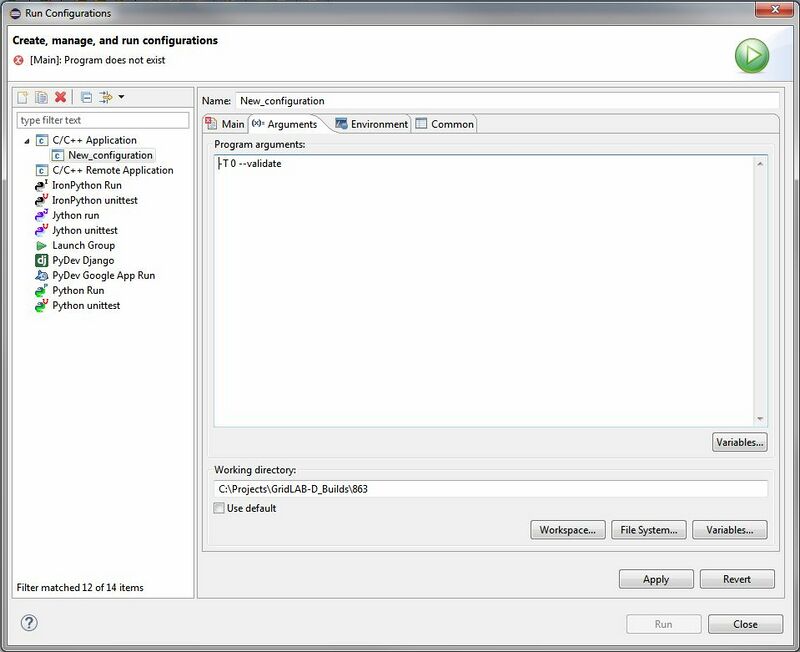 Run Configurations
Create, manage, and run configurations
[Main]: Program does not exist
type filter text
C/C++ Application
New_configuration
C/C++ Remote Application
IronPython Run
IronPython unittest
Jython run
Jython unittest
Launch Group
PyDev Django
PyDev Google App Run
Python Run
Python unittest
Filter matched 12 of 14 items
Name: New_configuration
Main (x)= Arguments Environment Common
Program arguments:
-T 0 --validate
Variables...
Working directory:
C:\Projects\GridLAB-D_Builds\863
Use default
Workspace... File System... Variables...
Apply Revert
Run Close